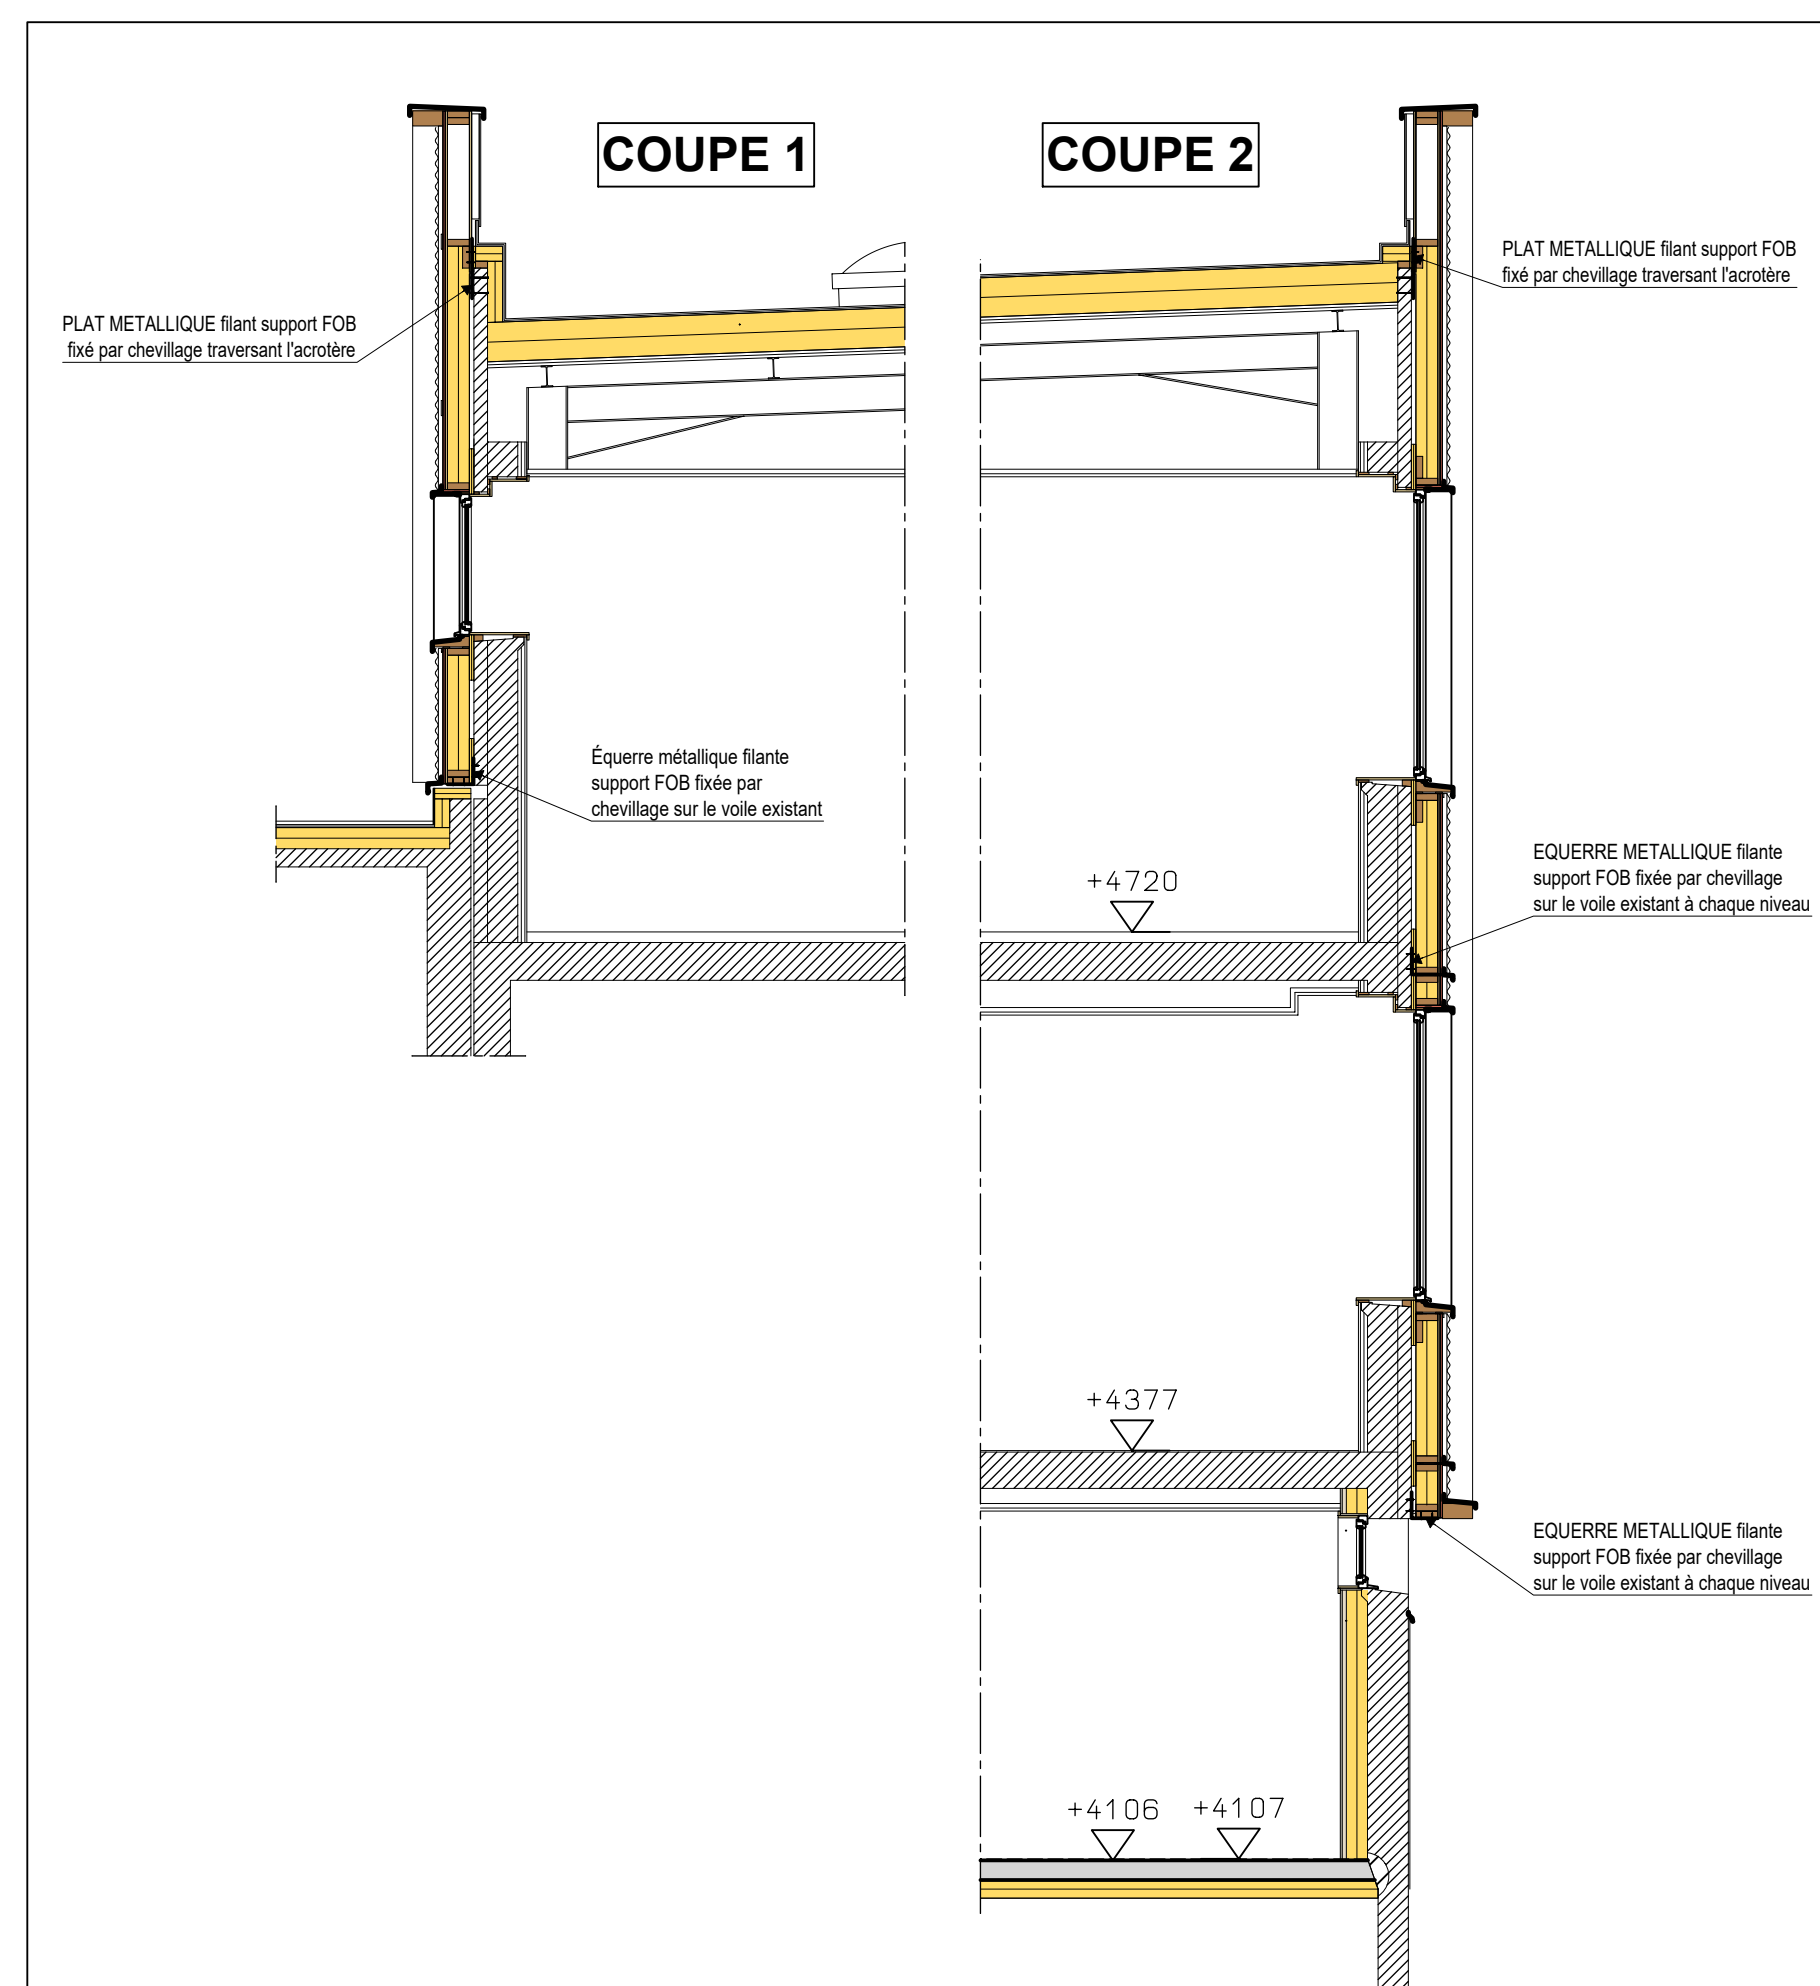 COUPE 1
COUPE 2
PLAT METALLIQUE filant support FOB
fixé par chevillage traversant l'acrotère
PLAT METALLIQUE filant support FOB
fixé par chevillage traversant l'acrotère
Équerre métallique filante
support FOB fixée par
chevillage sur le voile existant
EQUERRE METALLIQUE filante
support FOB fixée par chevillage
sur le voile existant à chaque niveau
+4720
+4377
EQUERRE METALLIQUE filante
support FOB fixée par chevillage
sur le voile existant à chaque niveau
+4106 +4107